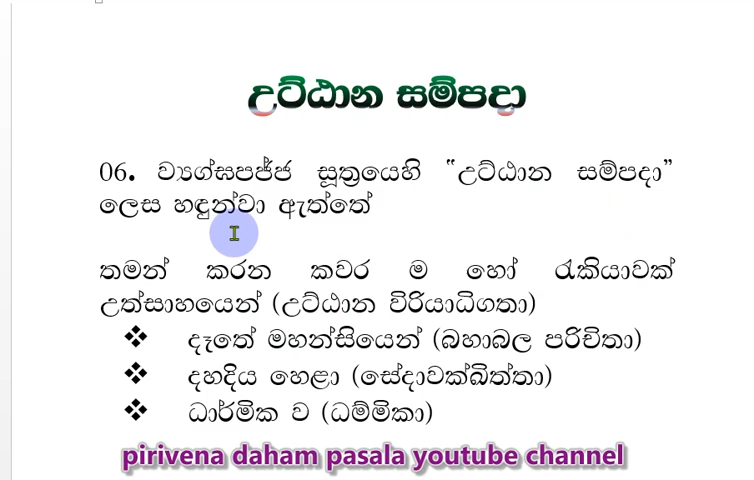 උට්ඨාන සම්පදා
06. ව්‍යග්ඝපජ්ජ සූත්‍රයෙහි "උට්ඨාන සම්පදා"
ලෙස හඳුන්වා ඇත්තේ
තමන් කරන කවර ම හෝ රැකියාවක්
උත්සාහයෙන් (උට්ඨාන විරියාධිගතා)
❖ දෑතේ මහන්සියෙන් (බහාබල පරිචිතා)
❖ දහදිය හෙළා (සේදාවක්ඛිත්තා)
❖ ධාර්මික ව (ධම්මිකා)
pirivena daham pasala youtube channel